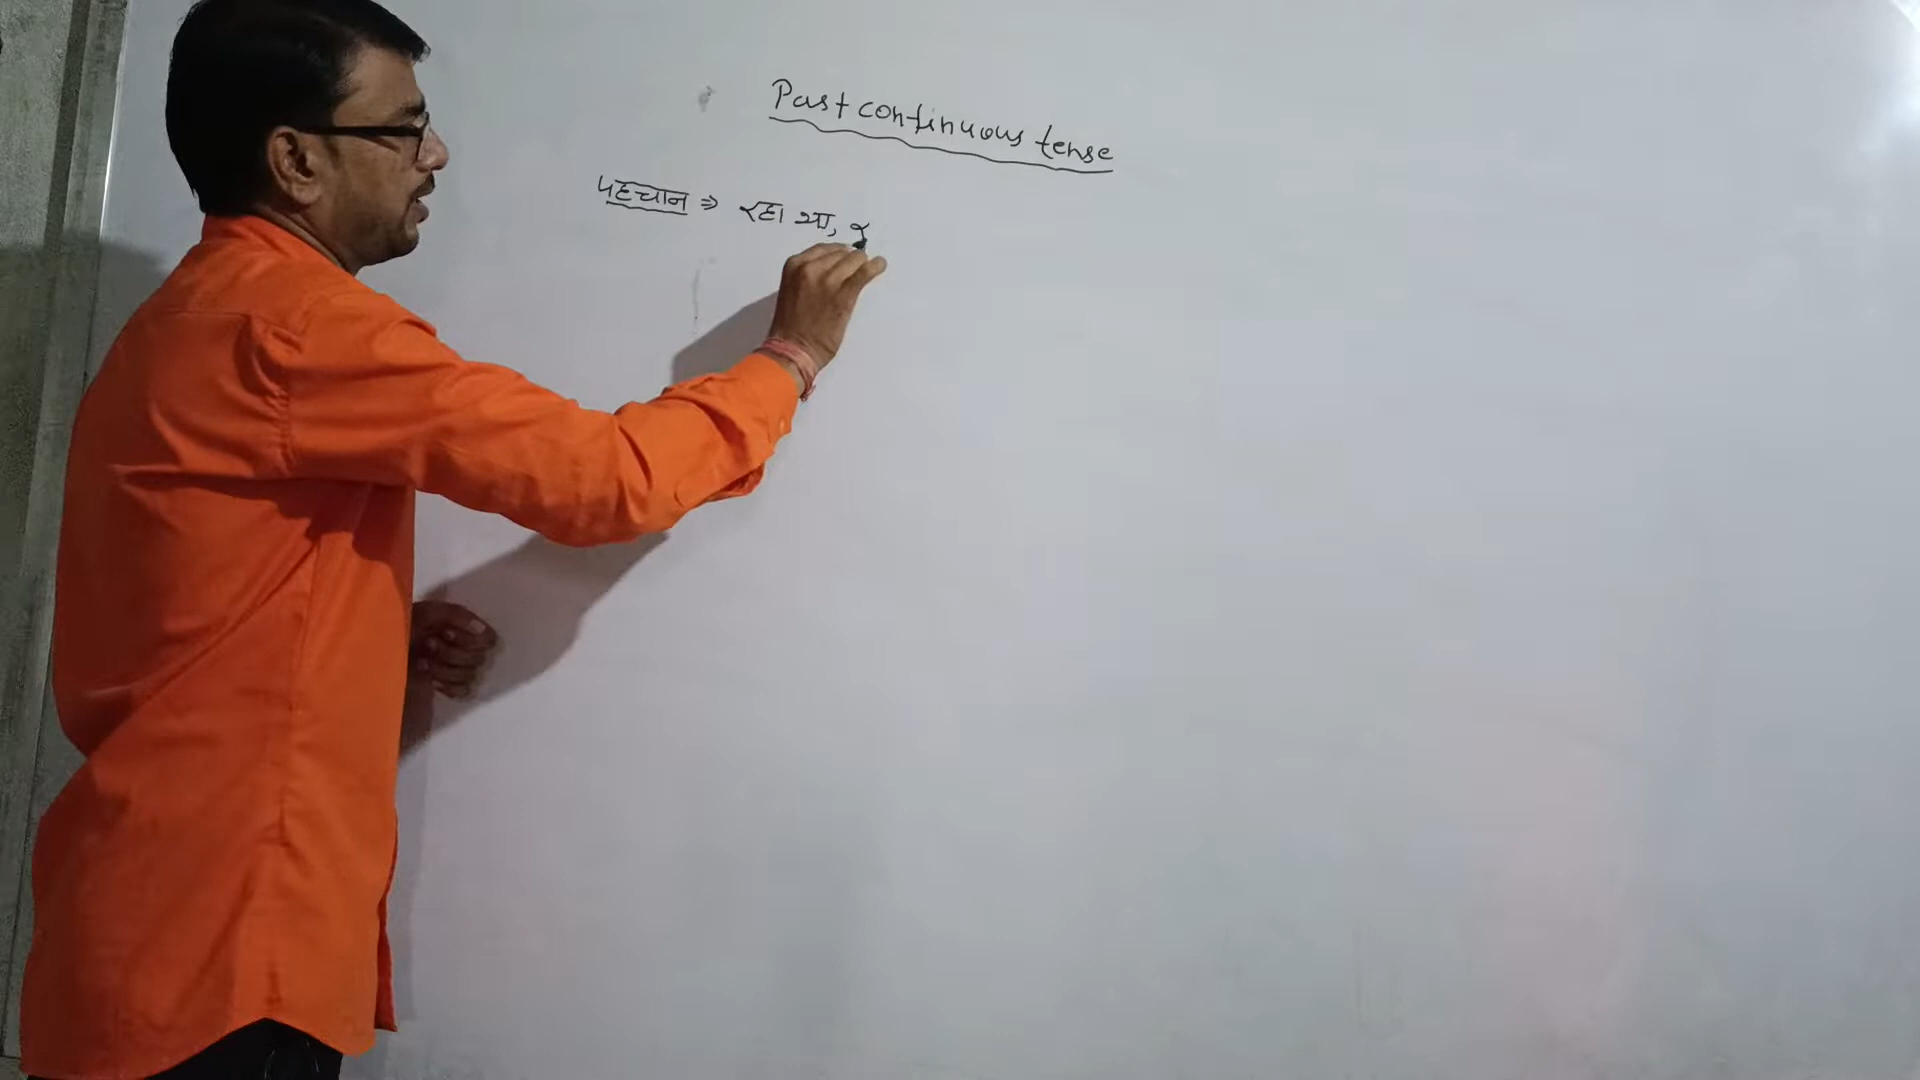 Past continuous tense
पहचान ⇒ रहा था, र